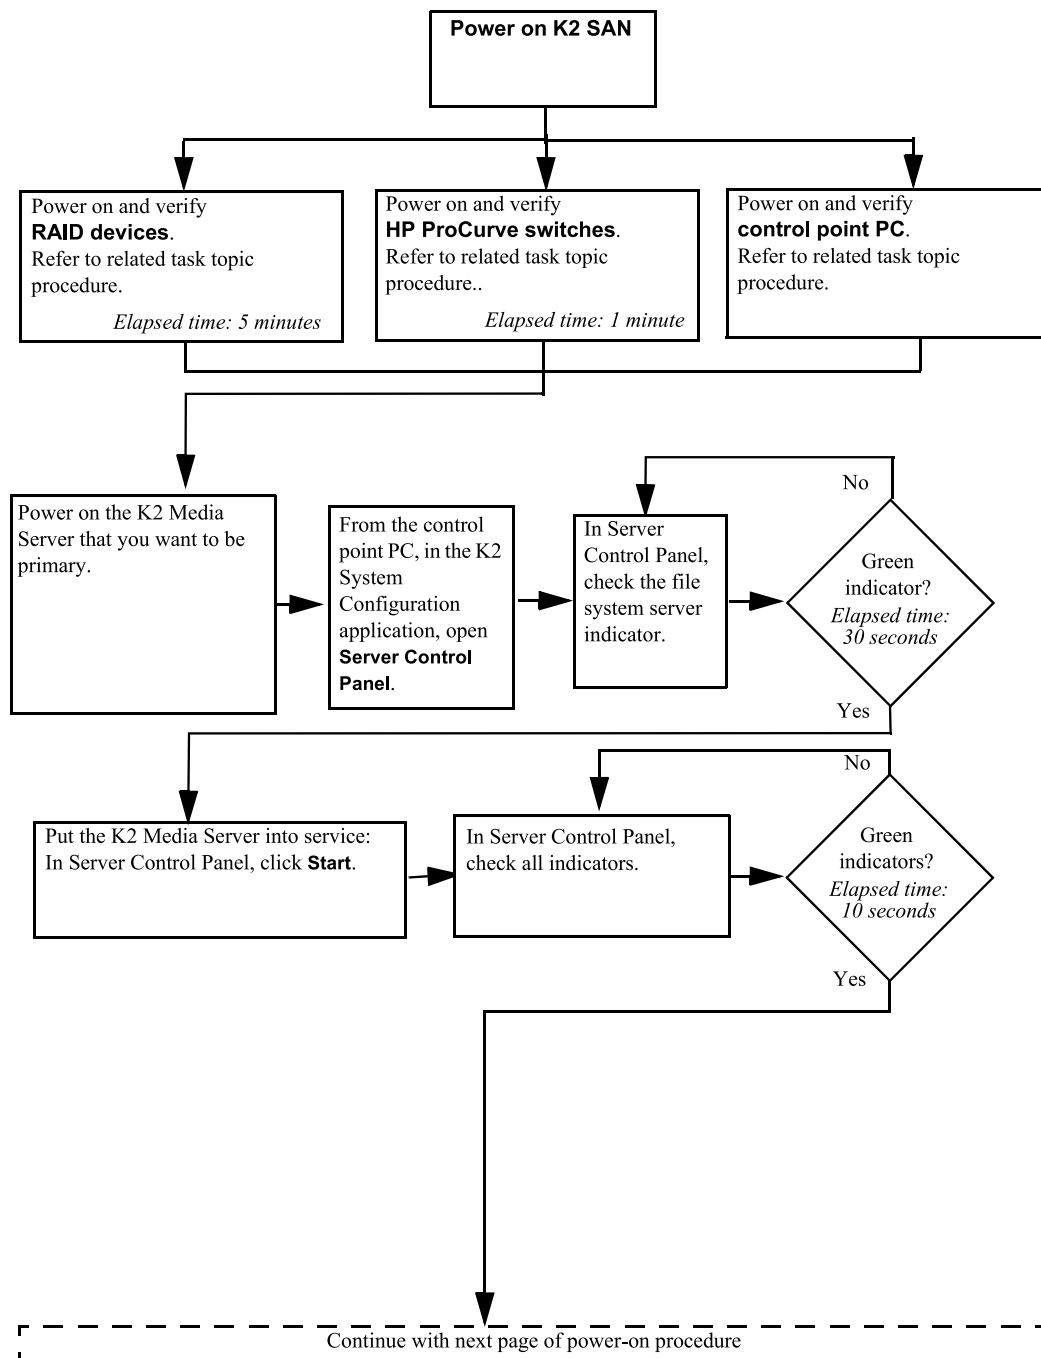 Power on K2 SAN
Power on and verify
RAID devices.
Refer to related task topic
procedure.
Elapsed time: 5 minutes
Power on and verify
HP ProCurve switches.
Refer to related task topic
procedure..
Elapsed time: 1 minute
Power on and verify
control point PC.
Refer to related task topic
procedure.
Power on the K2 Media
Server that you want to be
primary.
From the control
point PC, in the K2
System
Configuration
application, open
Server Control
Panel.
In Server
Control Panel,
check the file
system server
indicator.
No
Green
indicator?
Elapsed time:
30 seconds
Yes
Put the K2 Media Server into service:
In Server Control Panel, click Start.
In Server Control Panel,
check all indicators.
No
Green
indicators?
Elapsed time:
10 seconds
Yes
Continue with next page of power-on procedure